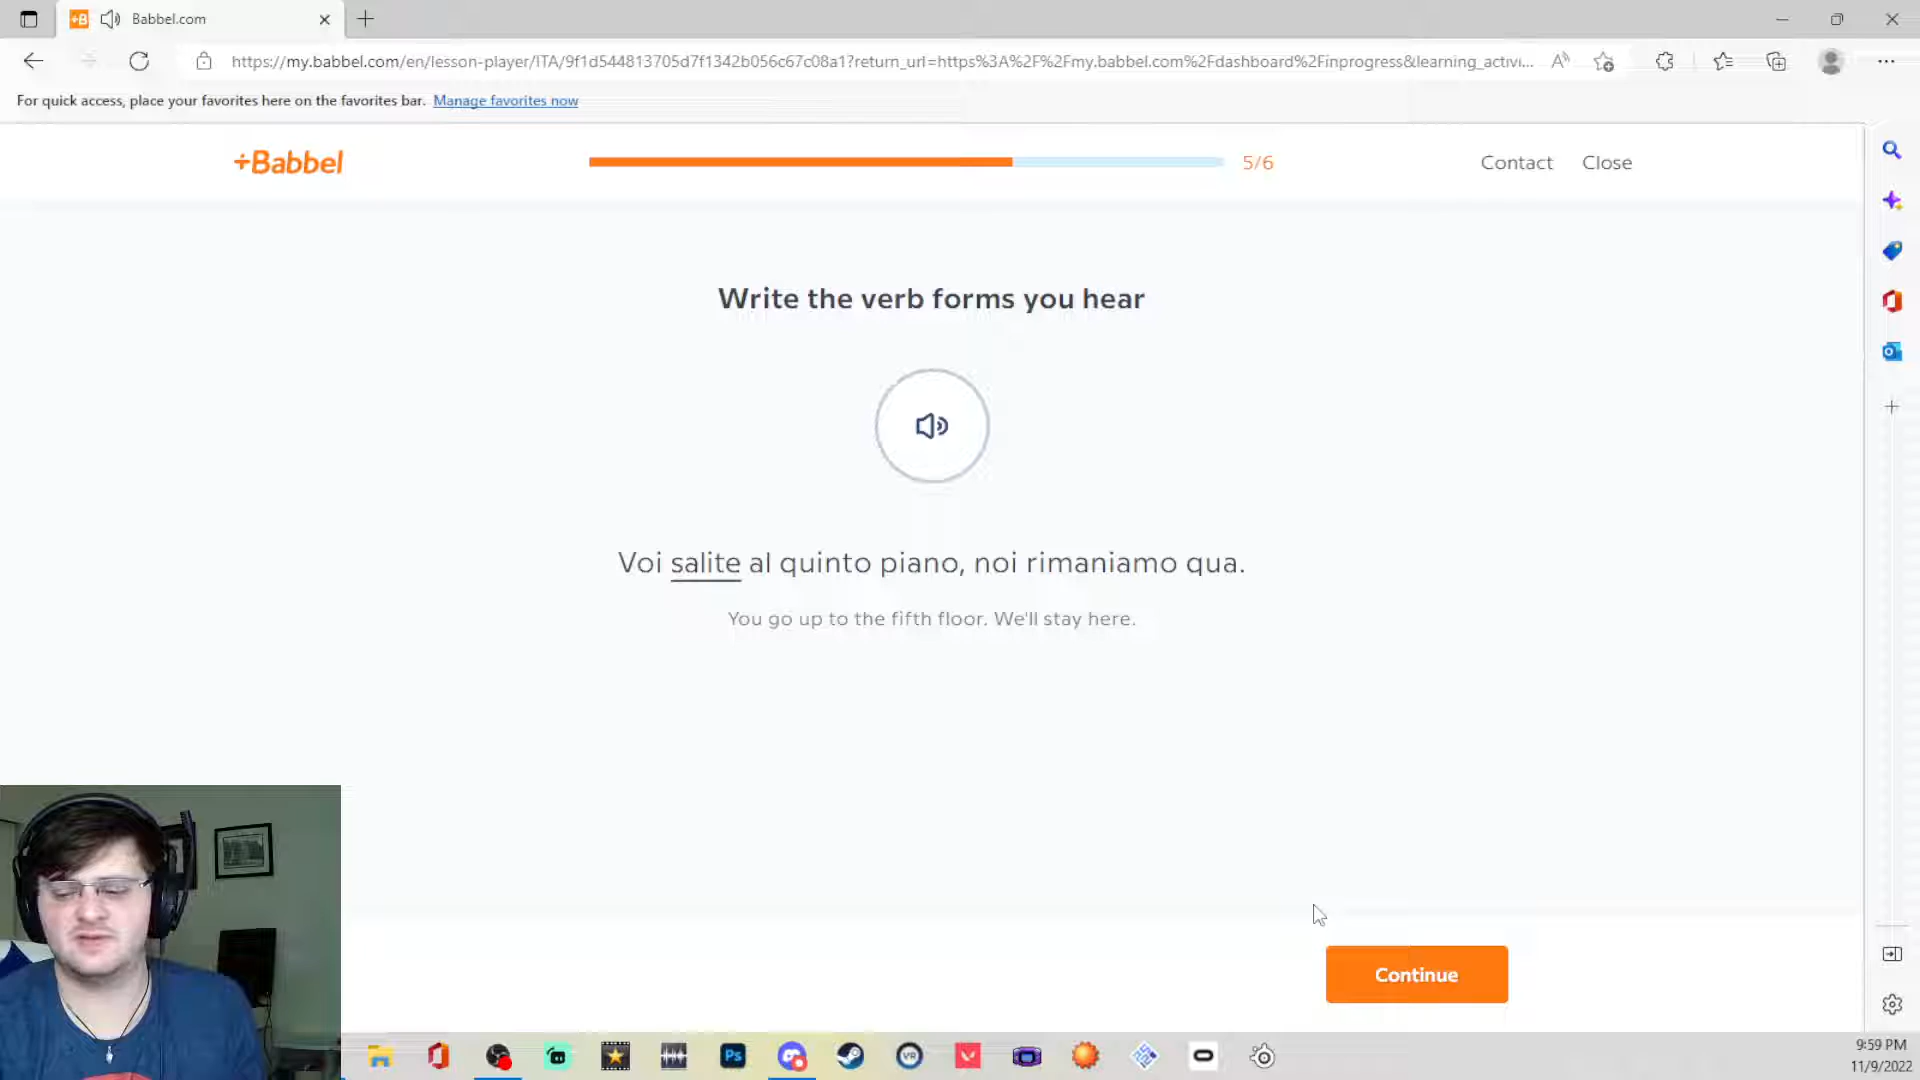 Babbel.com
https://my.babbel.com/en/lesson-player/ITA/9f1d544813705d7f1342b056c67c08a1?return_url=https%3A%2F%2Fmy.babbel.com%2Fdashboard%2Finprogress&learning_activi...
For quick access, place your favorites here on the favorites bar. Manage favorites now
+Babbel 5/6 Contact Close
Write the verb forms you hear
Voi salite al quinto piano, noi rimaniamo qua.
You go up to the fifth floor. We'll stay here.
Continue
9:59 PM
11/9/2022